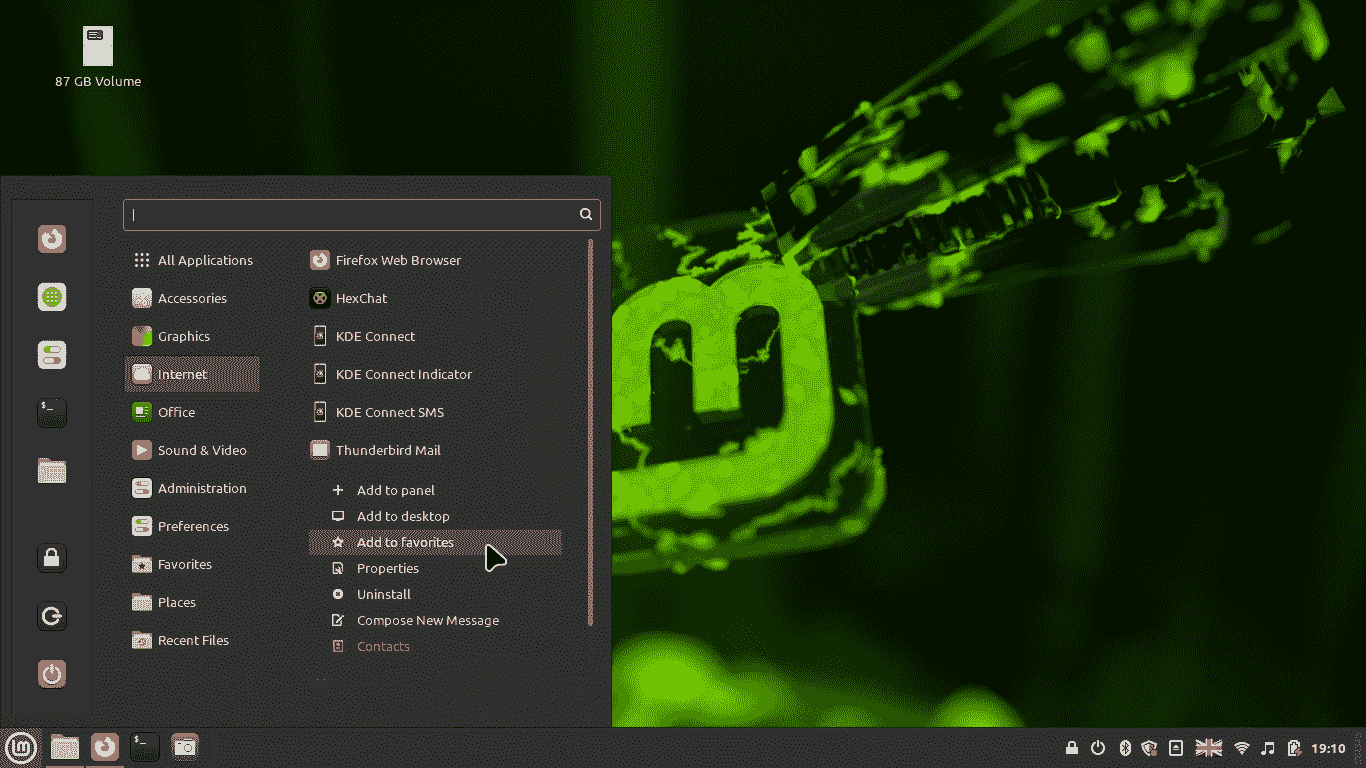 87 GB Volume
All Applications
Accessories
Graphics
Internet
Office
Sound & Video
Administration
Preferences
Favorites
Places
Recent Files
Firefox Web Browser
HexChat
KDE Connect
KDE Connect Indicator
KDE Connect SMS
Thunderbird Mail
Add to panel
Add to desktop
Add to favorites
Properties
Uninstall
Compose New Message
Contacts
19:10